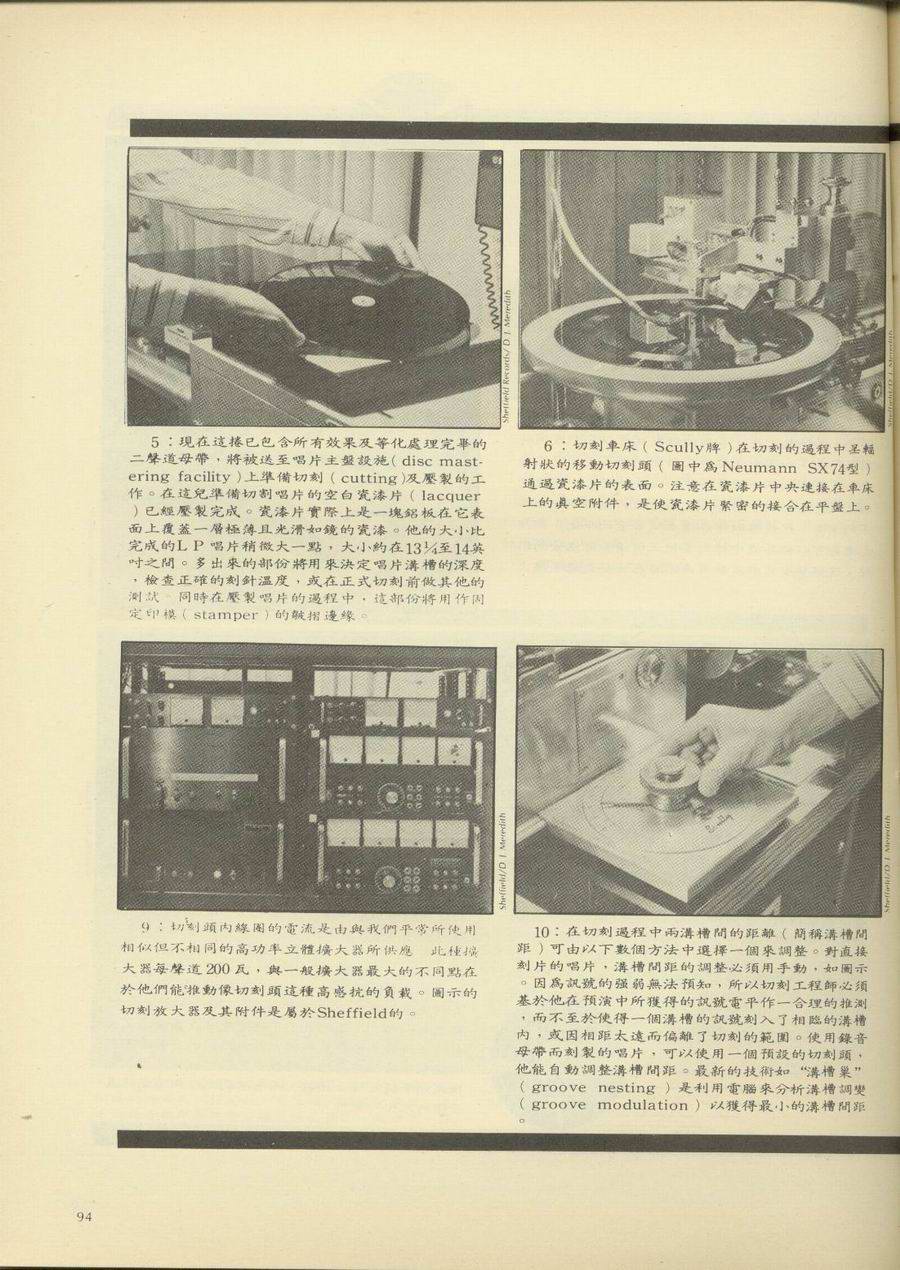 Sheffield Records/ D. J. Meredith
5：現在這捲已包含所有效果及等化處理完畢的
二聲道母帶，將被送至唱片主盤設施( disc mast-
ering facility )上準備切刻（ cutting )及壓製的工
作。在這兒準備切割唱片的空白瓷漆片（ lacquer
）已經壓製完成。瓷漆片實際上是一塊鋁板在它表
面上覆蓋一層極薄且光滑如鏡的瓷漆。他的大小比
完成的L P 唱片稍微大一點，大小約在13¼至14英
吋之間。多出來的部份將用來決定唱片溝槽的深度
，檢查正確的刻針溫度，或在正式切刻前做其他的
測試 同時在壓製唱片的過程中，這部份將用作固
定印模（ stamper ）的皺摺邊緣。
Sheffield/D. J. Meredith
6：切刻車床（ Scully牌 ）在切刻的過程中呈輻
射狀的移動切刻頭（ 圖中為 Neumann SX74型 ）
通過瓷漆片的表面。注意在瓷漆片中央連接在車床
上的真空附件，是使瓷漆片緊密的接合在平盤上。
Sheffield/D. J. Meredith
9：切刻頭內線圈的電流是由與我們平常所使用
相似但不相同的高功率立體擴大器所供應 此種擴
大器每聲道 200 瓦，與一般擴大器最大的不同點在
於他們能推動像切刻頭這種高感抗的負載。圖示的
切刻放大器及其附件是屬於Sheffield的。
Scully
Sheffield/D. J. Meredith
10：在切刻過程中兩溝槽間的距離（ 簡稱溝槽間
距 ）可由以下數個方法中選擇一個來調整。對直接
刻片的唱片，溝槽間距的調整必須用手動，如圖示
。因為訊號的强弱無法預知，所以切刻工程師必須
基於他在預演中所獲得的訊號電平作一合理的推測
，而不至於使得一個溝槽的訊號刻入了相臨的溝槽
內，或因相距太遠而偏離了切刻的範圍。使用錄音
母帶而刻製的唱片，可以使用一個預設的切刻頭，
他能自動調整溝槽間距。最新的技術如“溝槽巢”
（ groove nesting ）是利用電腦來分析溝槽調變
（ groove modulation ）以獲得最小的溝槽間距
。
94